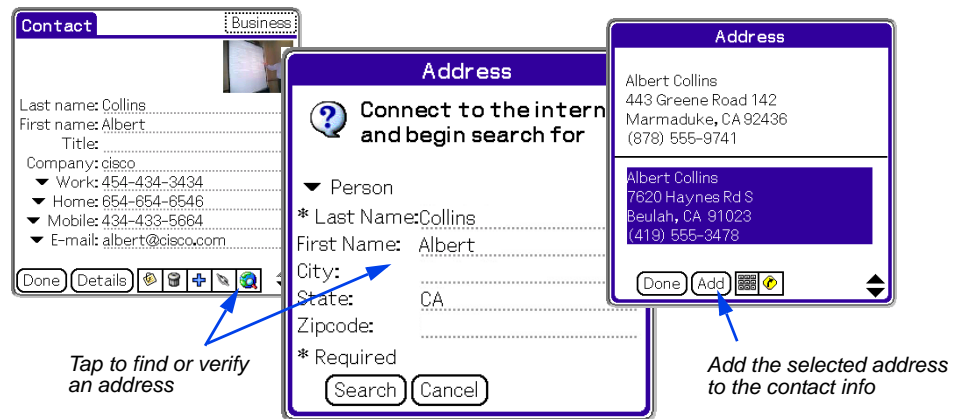 Contact
Business
Last name: Collins
First name: Albert
Title:
Company: cisco
Work: 454-434-3434
Home: 654-654-6546
Mobile: 434-433-5664
E-mail: albert@cisco.com
Done Details
Tap to find or verify
an address
Address
Connect to the intern
and begin search for
Person
* Last Name: Collins
First Name: Albert
City:
State: CA
Zipcode:
* Required
Search Cancel
Address
Albert Collins
443 Greene Road 142
Marmaduke, CA 92436
(878) 555-9741
Albert Collins
7620 Haynes Rd S
Beulah, CA 91023
(419) 555-3478
Done Add
Add the selected address
to the contact info